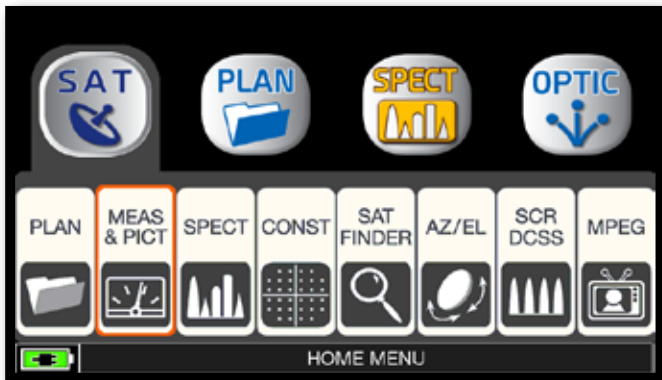 SAT
PLAN
SPECT
OPTIC
PLAN
MEAS
& PICT
SPECT
CONST
SAT
FINDER
AZ/EL
SCR
DCSS
MPEG
HOME MENU